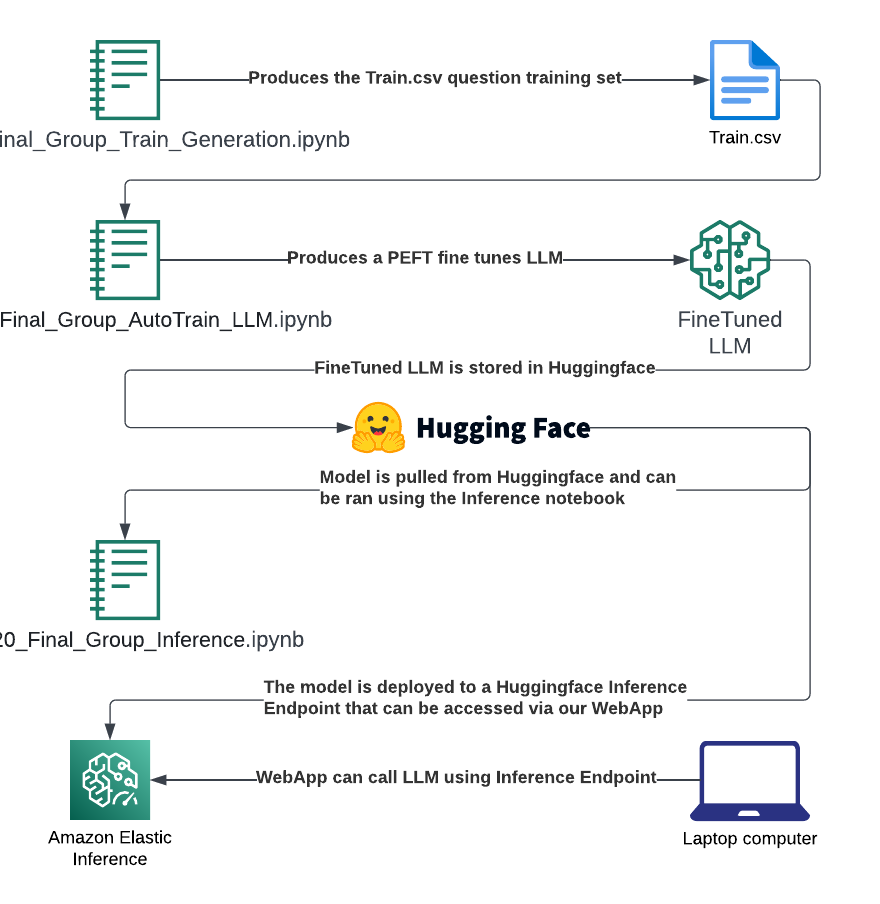 Produces the Train.csv question training set
inal_Group_Train_Generation.ipynb
Train.csv
Produces a PEFT fine tunes LLM
Final_Group_AutoTrain_LLM.ipynb
FineTuned
LLM
FineTuned LLM is stored in Huggingface
Hugging Face
Model is pulled from Huggingface and can
be ran using the Inference notebook
20_Final_Group_Inference.ipynb
The model is deployed to a Huggingface Inference
Endpoint that can be accessed via our WebApp
WebApp can call LLM using Inference Endpoint
Amazon Elastic
Inference
Laptop computer